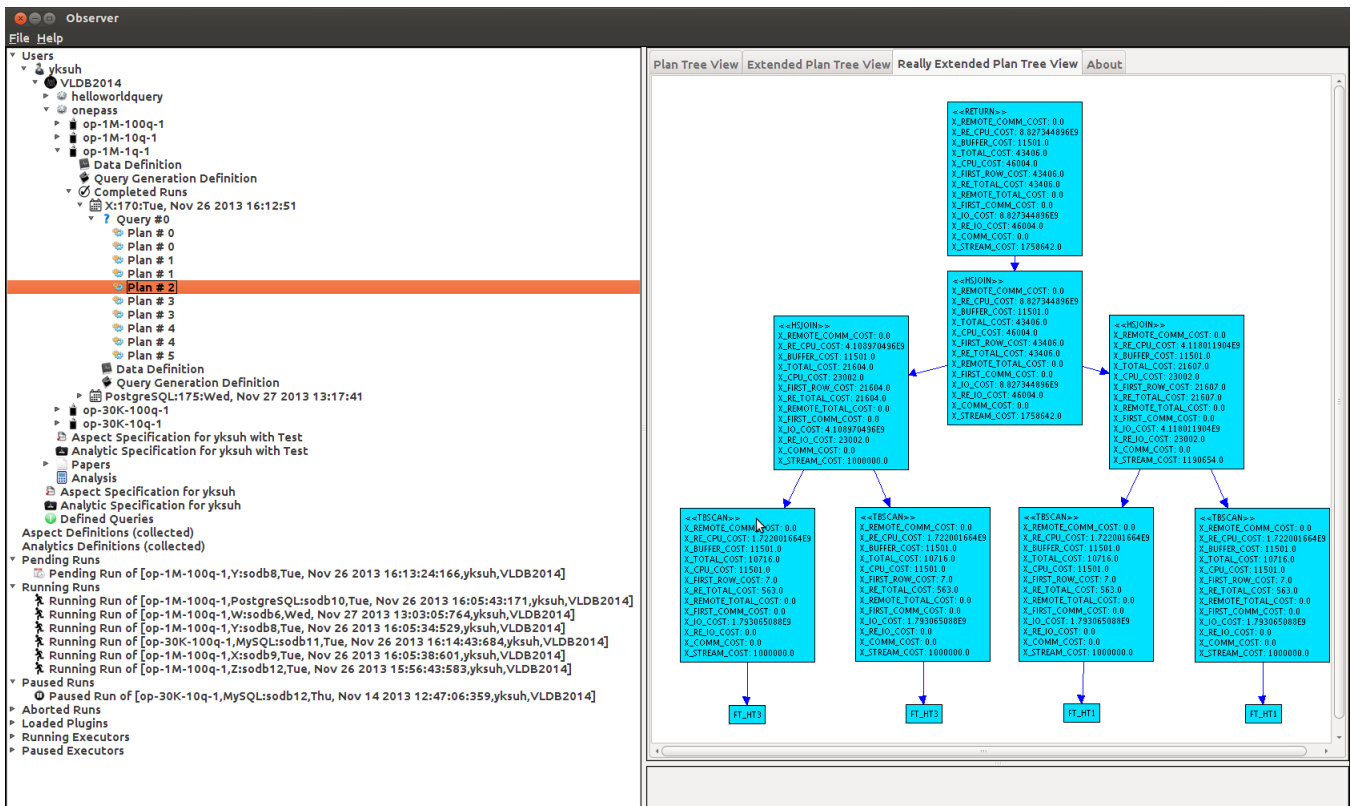 Observer
File Help
Users
yksuh
VLDB2014
helloworldquery
onepass
op-1M-100q-1
op-1M-10q-1
op-1M-1q-1
Data Definition
Query Generation Definition
Completed Runs
X:170:Tue, Nov 26 2013 16:12:51
? Query #0
Plan # 0
Plan # 0
Plan # 1
Plan # 1
Plan # 2
Plan # 3
Plan # 3
Plan # 4
Plan # 4
Plan # 5
Data Definition
Query Generation Definition
PostgreSQL:175:Wed, Nov 27 2013 13:17:41
op-30K-100q-1
op-30K-10q-1
Aspect Specification for yksuh with Test
Analytic Specification for yksuh with Test
Papers
Analysis
Aspect Specification for yksuh
Analytic Specification for yksuh
Defined Queries
Aspect Definitions (collected)
Analytics Definitions (collected)
Pending Runs
Pending Run of [op-1M-100q-1,Y:sodb8,Tue, Nov 26 2013 16:13:24:166,yksuh,VLDB2014]
Running Runs
Running Run of [op-1M-100q-1,PostgreSQL:sodb10,Tue, Nov 26 2013 16:05:43:171,yksuh,VLDB2014]
Running Run of [op-1M-100q-1,W:sodb6,Wed, Nov 27 2013 13:03:05:764,yksuh,VLDB2014]
Running Run of [op-1M-100q-1,Y:sodb8,Tue, Nov 26 2013 16:05:34:529,yksuh,VLDB2014]
Running Run of [op-30K-100q-1,MySQL:sodb11,Tue, Nov 26 2013 16:14:43:684,yksuh,VLDB2014]
Running Run of [op-1M-100q-1,X:sodb9,Tue, Nov 26 2013 16:05:38:601,yksuh,VLDB2014]
Running Run of [op-1M-100q-1,Z:sodb12,Tue, Nov 26 2013 15:56:43:583,yksuh,VLDB2014]
Paused Runs
Paused Run of [op-30K-10q-1,MySQL:sodb12,Thu, Nov 14 2013 12:47:06:359,yksuh,VLDB2014]
Aborted Runs
Loaded Plugins
Running Executors
Paused Executors
Plan Tree View Extended Plan Tree View Really Extended Plan Tree View About
<<RETURN>>
X_REMOTE_COMM_COST: 0.0
X_RE_CPU_COST: 8.827344896E9
X_BUFFER_COST: 11501.0
X_TOTAL_COST: 43406.0
X_CPU_COST: 46004.0
X_FIRST_ROW_COST: 43406.0
X_RE_TOTAL_COST: 43406.0
X_REMOTE_TOTAL_COST: 0.0
X_FIRST_COMM_COST: 0.0
X_IO_COST: 8.827344896E9
X_RE_IO_COST: 46004.0
X_COMM_COST: 0.0
X_STREAM_COST: 1758642.0
<<HSJOIN>>
X_REMOTE_COMM_COST: 0.0
X_RE_CPU_COST: 8.827344896E9
X_BUFFER_COST: 11501.0
X_TOTAL_COST: 43406.0
X_CPU_COST: 46004.0
X_FIRST_ROW_COST: 43406.0
X_RE_TOTAL_COST: 43406.0
X_REMOTE_TOTAL_COST: 0.0
X_FIRST_COMM_COST: 0.0
X_IO_COST: 8.827344896E9
X_RE_IO_COST: 46004.0
X_COMM_COST: 0.0
X_STREAM_COST: 1758642.0
<<HSJOIN>>
X_REMOTE_COMM_COST: 0.0
X_RE_CPU_COST: 4.108970496E9
X_BUFFER_COST: 11501.0
X_TOTAL_COST: 21604.0
X_CPU_COST: 23002.0
X_FIRST_ROW_COST: 21604.0
X_RE_TOTAL_COST: 21604.0
X_REMOTE_TOTAL_COST: 0.0
X_FIRST_COMM_COST: 0.0
X_IO_COST: 4.108970496E9
X_RE_IO_COST: 23002.0
X_COMM_COST: 0.0
X_STREAM_COST: 1000000.0
<<HSJOIN>>
X_REMOTE_COMM_COST: 0.0
X_RE_CPU_COST: 4.118011904E9
X_BUFFER_COST: 11501.0
X_TOTAL_COST: 21607.0
X_CPU_COST: 23002.0
X_FIRST_ROW_COST: 21607.0
X_RE_TOTAL_COST: 21607.0
X_REMOTE_TOTAL_COST: 0.0
X_FIRST_COMM_COST: 0.0
X_IO_COST: 4.118011904E9
X_RE_IO_COST: 23002.0
X_COMM_COST: 0.0
X_STREAM_COST: 1190654.0
<<TBSCAN>>
X_REMOTE_COMM_COST: 0.0
X_RE_CPU_COST: 1.722001664E9
X_BUFFER_COST: 11501.0
X_TOTAL_COST: 10716.0
X_CPU_COST: 11501.0
X_FIRST_ROW_COST: 7.0
X_RE_TOTAL_COST: 563.0
X_REMOTE_TOTAL_COST: 0.0
X_FIRST_COMM_COST: 0.0
X_IO_COST: 1.793065088E9
X_RE_IO_COST: 0.0
X_COMM_COST: 0.0
X_STREAM_COST: 1000000.0
<<TBSCAN>>
X_REMOTE_COMM_COST: 0.0
X_RE_CPU_COST: 1.722001664E9
X_BUFFER_COST: 11501.0
X_TOTAL_COST: 10716.0
X_CPU_COST: 11501.0
X_FIRST_ROW_COST: 7.0
X_RE_TOTAL_COST: 563.0
X_REMOTE_TOTAL_COST: 0.0
X_FIRST_COMM_COST: 0.0
X_IO_COST: 1.793065088E9
X_RE_IO_COST: 0.0
X_COMM_COST: 0.0
X_STREAM_COST: 1000000.0
<<TBSCAN>>
X_REMOTE_COMM_COST: 0.0
X_RE_CPU_COST: 1.722001664E9
X_BUFFER_COST: 11501.0
X_TOTAL_COST: 10716.0
X_CPU_COST: 11501.0
X_FIRST_ROW_COST: 7.0
X_RE_TOTAL_COST: 563.0
X_REMOTE_TOTAL_COST: 0.0
X_FIRST_COMM_COST: 0.0
X_IO_COST: 1.793065088E9
X_RE_IO_COST: 0.0
X_COMM_COST: 0.0
X_STREAM_COST: 1000000.0
<<TBSCAN>>
X_REMOTE_COMM_COST: 0.0
X_RE_CPU_COST: 1.722001664E9
X_BUFFER_COST: 11501.0
X_TOTAL_COST: 10716.0
X_CPU_COST: 11501.0
X_FIRST_ROW_COST: 7.0
X_RE_TOTAL_COST: 563.0
X_REMOTE_TOTAL_COST: 0.0
X_FIRST_COMM_COST: 0.0
X_IO_COST: 1.793065088E9
X_RE_IO_COST: 0.0
X_COMM_COST: 0.0
X_STREAM_COST: 1000000.0
FT_HT3
FT_HT3
FT_HT1
FT_HT1